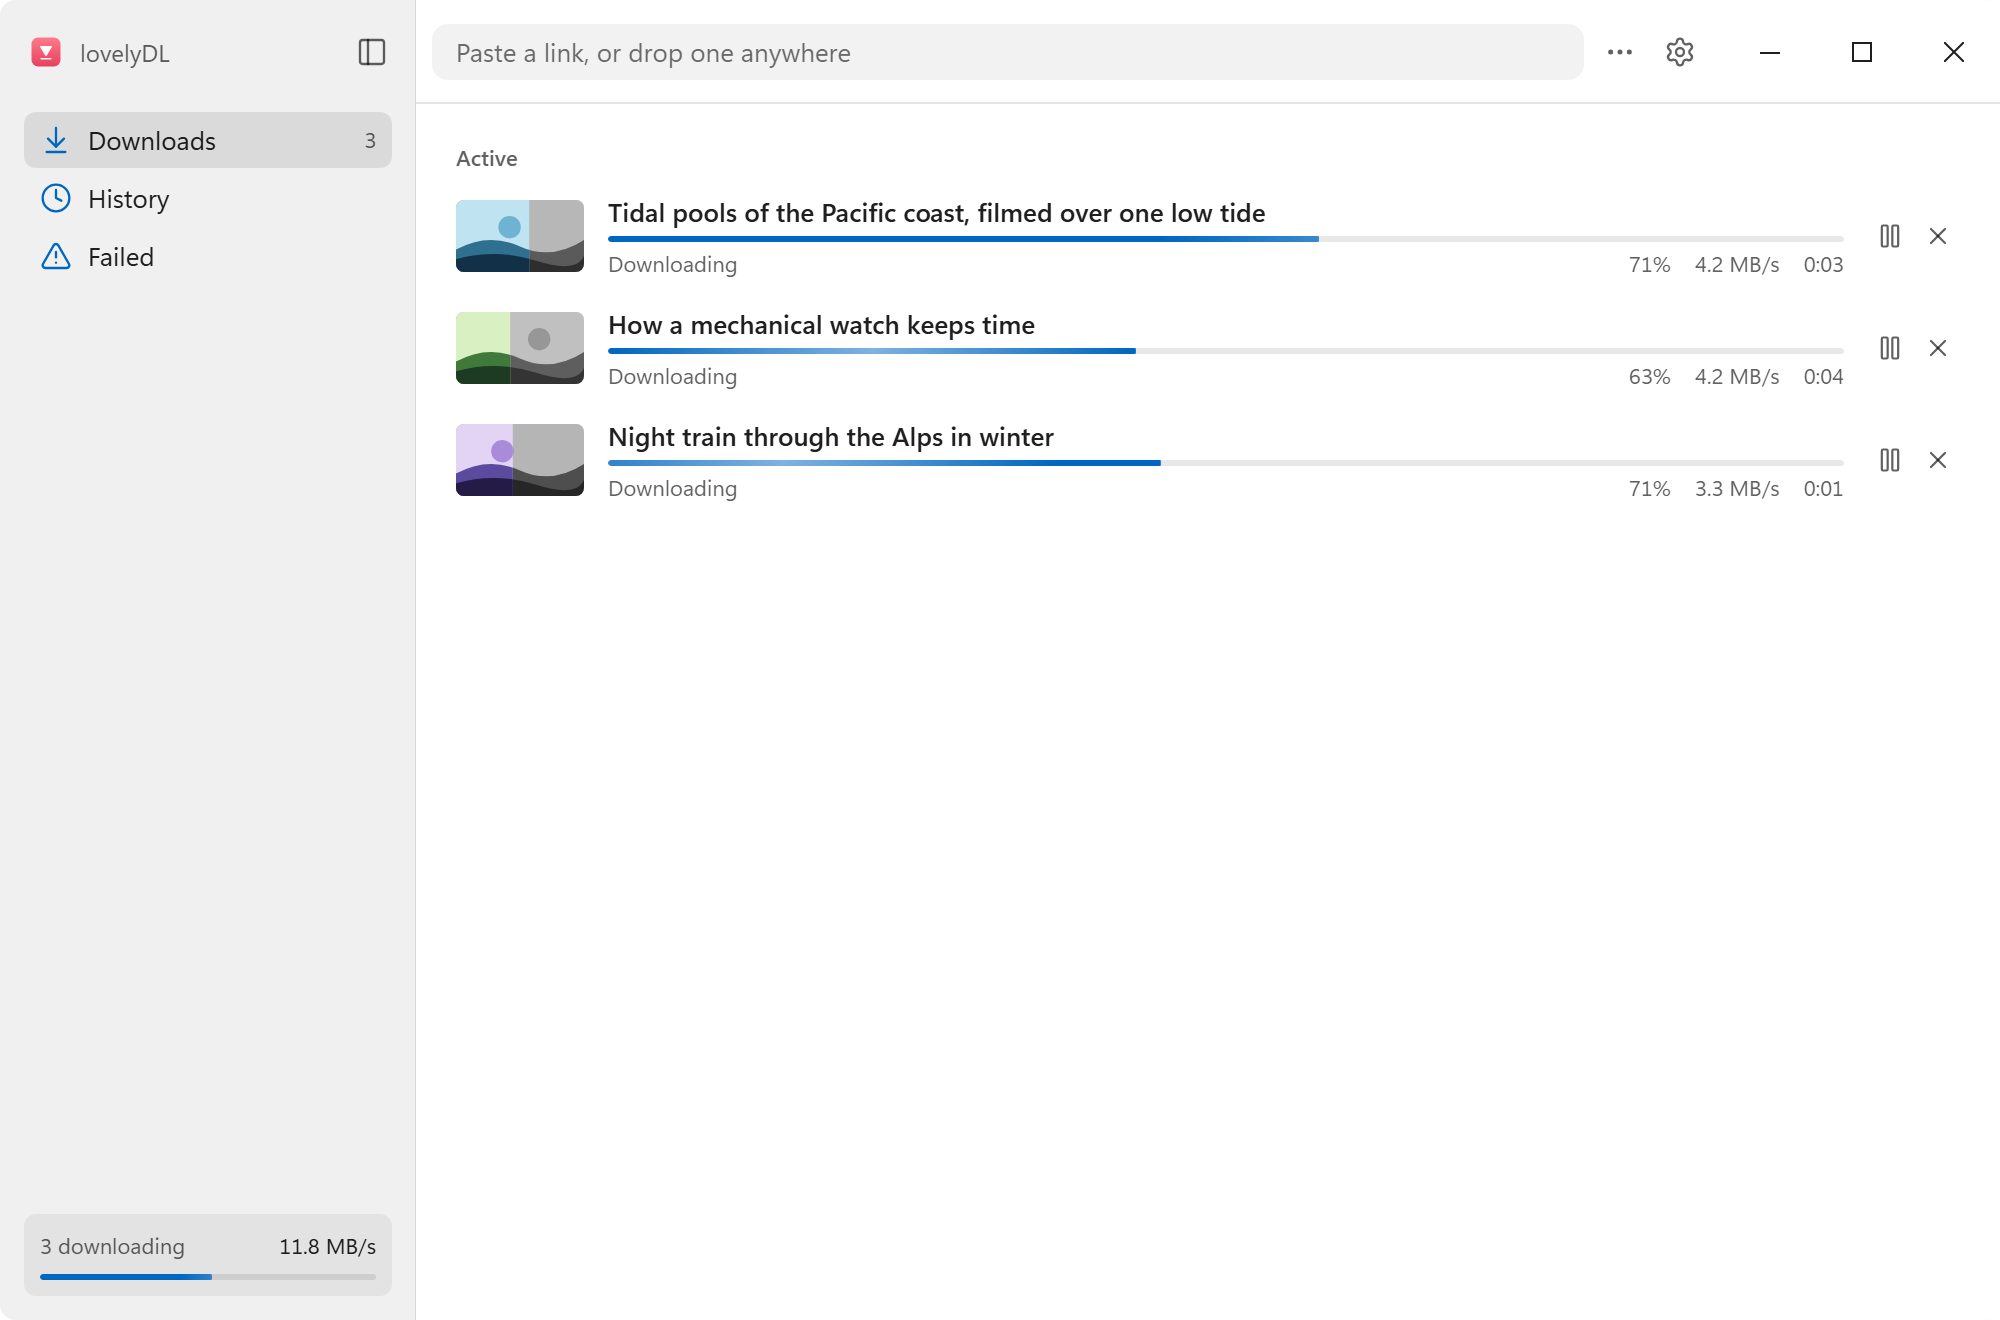 lovelyDL
Paste a link, or drop one anywhere
Downloads 3
History
Failed
Active
Tidal pools of the Pacific coast, filmed over one low tide
Downloading 71% 4.2 MB/s 0:03
How a mechanical watch keeps time
Downloading 63% 4.2 MB/s 0:04
Night train through the Alps in winter
Downloading 71% 3.3 MB/s 0:01
3 downloading 11.8 MB/s